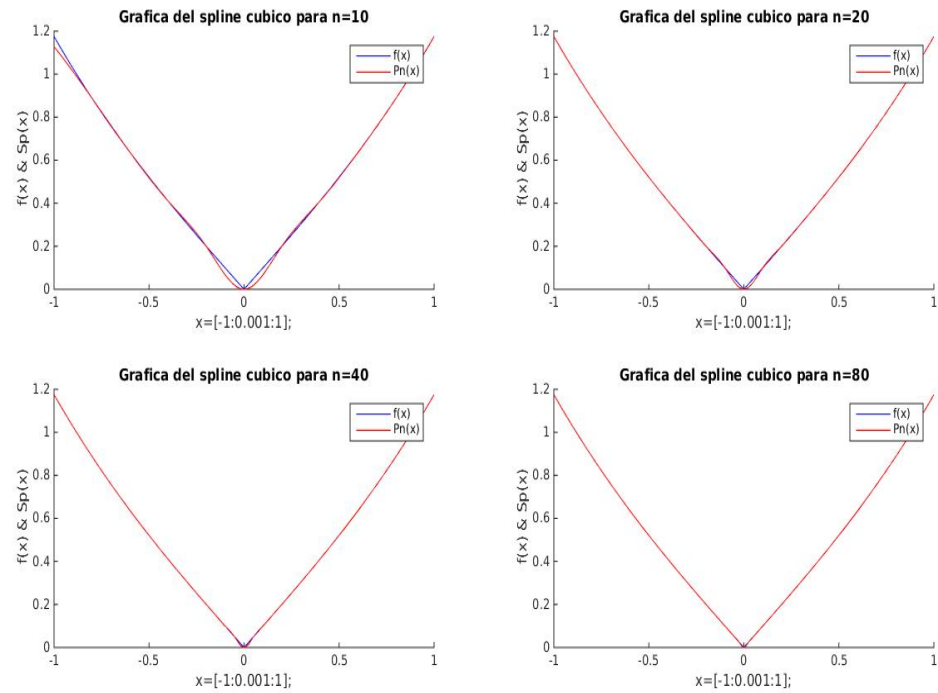 Grafica del spline cubico para n=10
1.2
1
0.8
0.6
0.4
0.2
0
f(x) & Sp(x)
f(x)
Pn(x)
-1
-0.5
0
0.5
1
x=[-1:0.001:1];
Grafica del spline cubico para n=20
1.2
1
0.8
0.6
0.4
0.2
0
f(x) & Sp(x)
f(x)
Pn(x)
-1
-0.5
0
0.5
1
x=[-1:0.001:1];
Grafica del spline cubico para n=40
1.2
1
0.8
0.6
0.4
0.2
0
f(x) & Sp(x)
f(x)
Pn(x)
-1
-0.5
0
0.5
1
x=[-1:0.001:1];
Grafica del spline cubico para n=80
1.2
1
0.8
0.6
0.4
0.2
0
f(x) & Sp(x)
f(x)
Pn(x)
-1
-0.5
0
0.5
1
x=[-1:0.001:1];